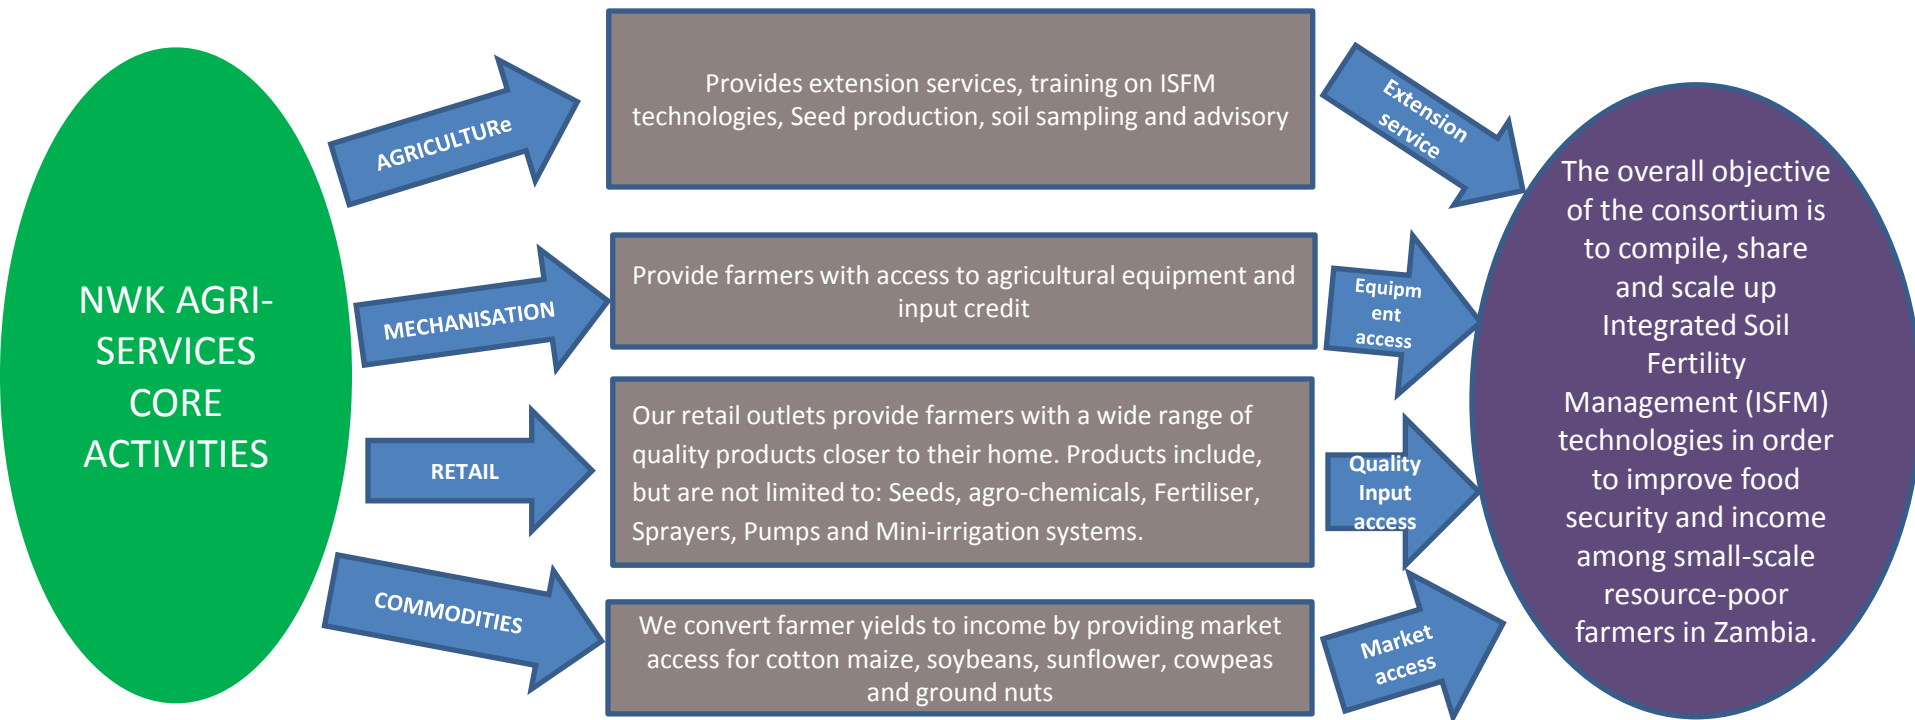 NWK AGRI-
SERVICES
CORE
ACTIVITIES
AGRICULTURe
Provides extension services, training on ISFM
technologies, Seed production, soil sampling and advisory
Extension
service
MECHANISATION
Provide farmers with access to agricultural equipment and
input credit
Equipm
ent
access
RETAIL
Our retail outlets provide farmers with a wide range of
quality products closer to their home. Products include,
but are not limited to: Seeds, agro-chemicals, Fertiliser,
Sprayers, Pumps and Mini-irrigation systems.
Quality
Input
access
COMMODITIES
We convert farmer yields to income by providing market
access for cotton maize, soybeans, sunflower, cowpeas
and ground nuts
Market
access
The overall objective
of the consortium is
to compile, share
and scale up
Integrated Soil
Fertility
Management (ISFM)
technologies in order
to improve food
security and income
among small-scale
resource-poor
farmers in Zambia.